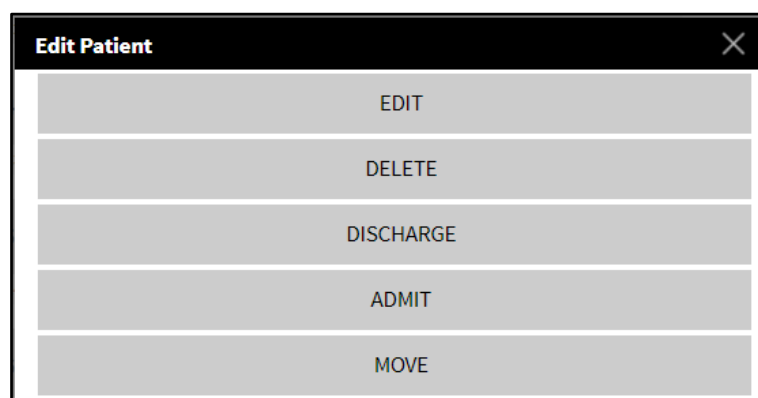 Edit Patient
EDIT
DELETE
DISCHARGE
ADMIT
MOVE